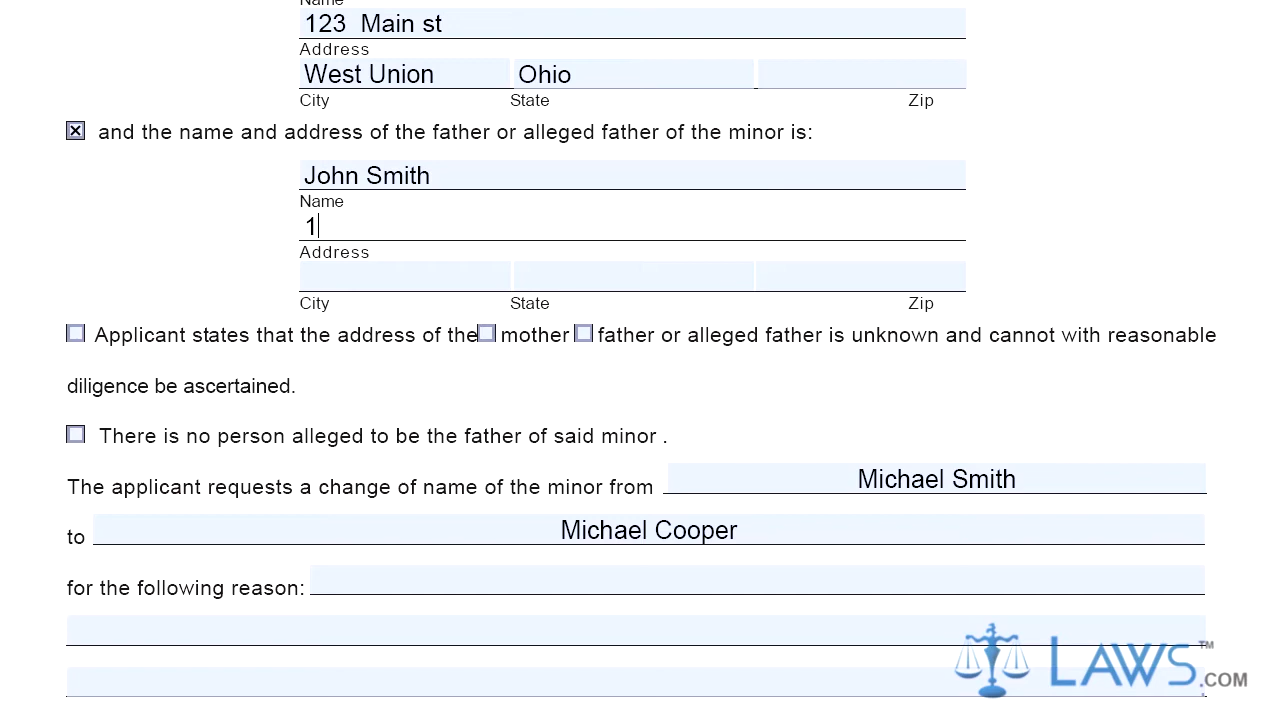 Name
123 Main st
Address
West Union Ohio
City State Zip
and the name and address of the father or alleged father of the minor is:
John Smith
Name
1
Address
City State Zip
Applicant states that the address of the mother father or alleged father is unknown and cannot with reasonable
diligence be ascertained.
There is no person alleged to be the father of said minor .
The applicant requests a change of name of the minor from Michael Smith
to Michael Cooper
for the following reason:
LAWS.COM™